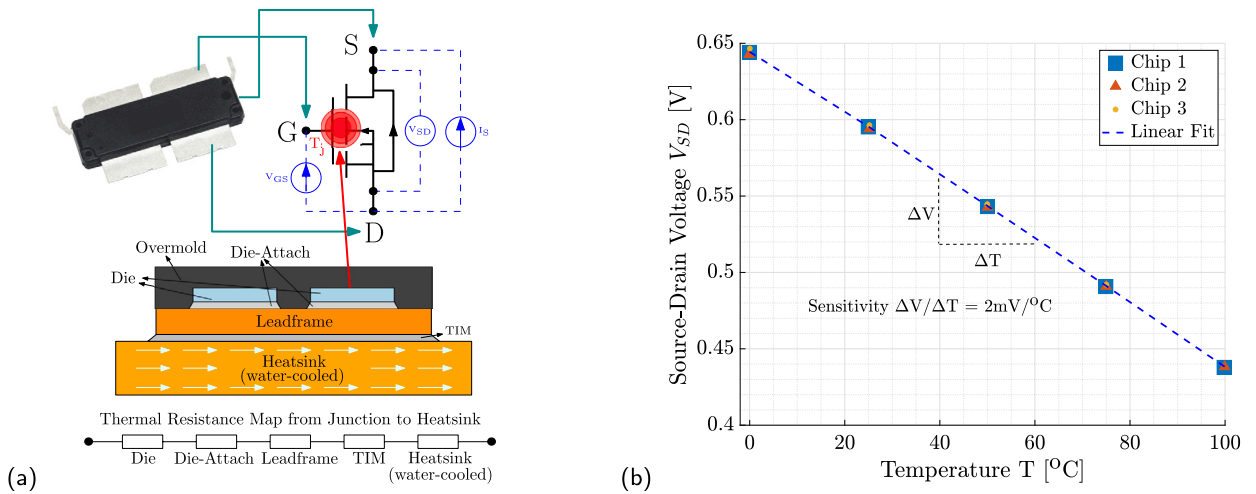 S
G
T_j
V_GS
V_SD
I_S
D
Overmold
Die-Attach
Die
Leadframe
TIM
Heatsink
(water-cooled)
Thermal Resistance Map from Junction to Heatsink
Die
Die-Attach
Leadframe
TIM
Heatsink
(water-cooled)
(a)
Source-Drain Voltage V_SD [V]
0.65
0.6
0.55
0.5
0.45
0.4
Chip 1
Chip 2
Chip 3
Linear Fit
ΔV
ΔT
Sensitivity ΔV/ΔT = 2mV/°C
0 20 40 60 80 100
Temperature T [°C]
(b)